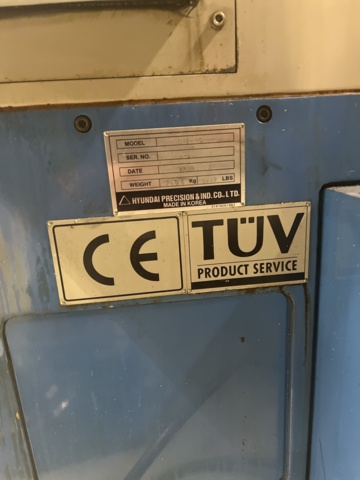 MODEL
SER. NO.
DATE
WEIGHT Kg LBS
HYUNDAI PRECISION & IND. CO., LTD.
MADE IN KOREA
CE
TÜV
PRODUCT SERVICE